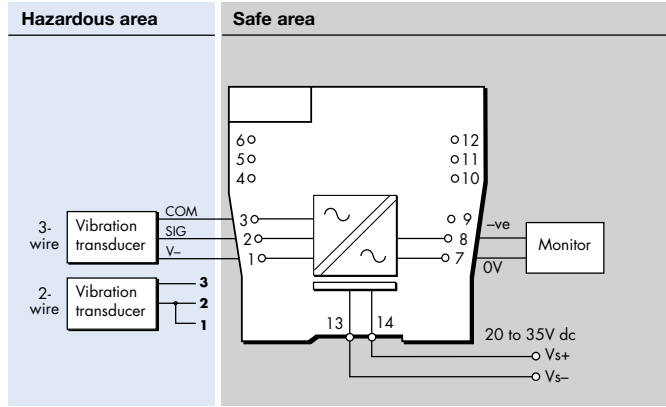 Hazardous area
Safe area
6
5
4
12
11
10
3-wire
Vibration transducer
COM
SIG
V–
3
2
1
9
8
7
–ve
0V
Monitor
2-wire
Vibration transducer
3
2
1
13
14
20 to 35V dc
Vs+
Vs–